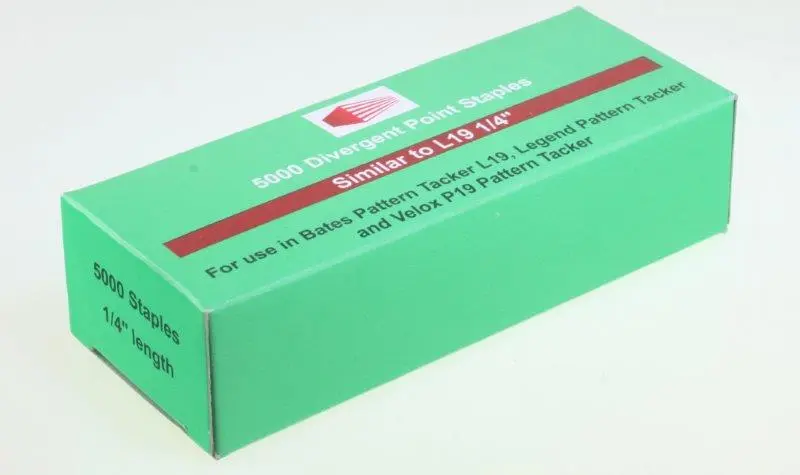 5000 Divergent Point Staples
Similar to L19 1/4"
For use in Bates Pattern Tacker L19, Legend Pattern Tacker
and Velox P19 Pattern Tacker
5000 Staples
1/4" length